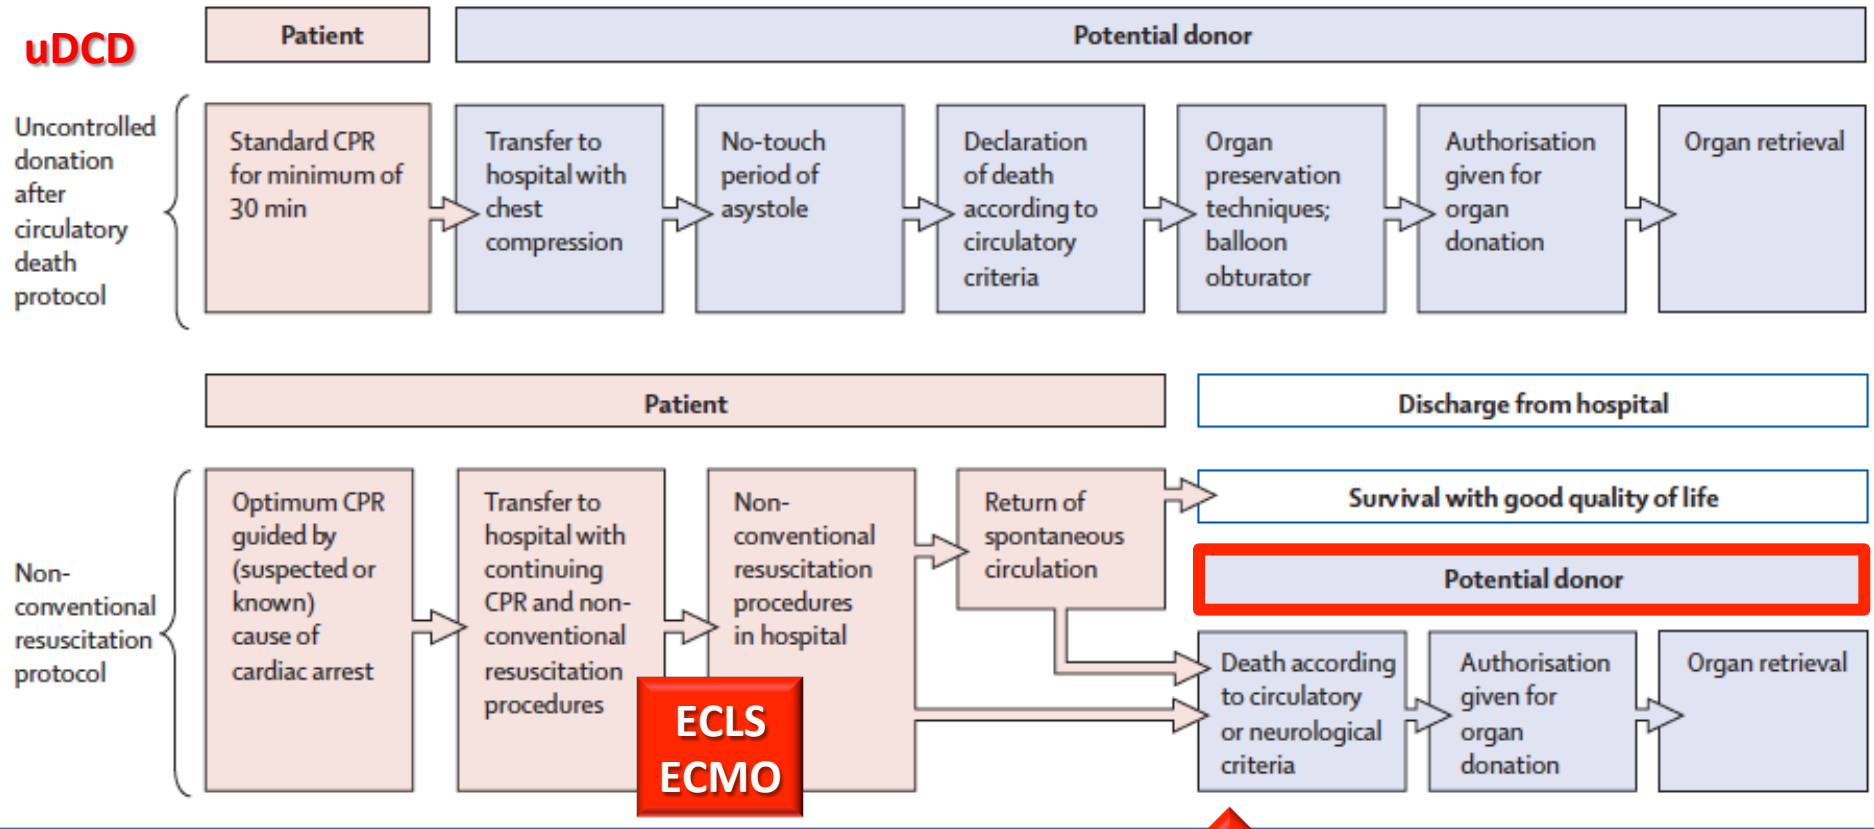 uDCD
Patient
Potential donor
Uncontrolled
donation
after
circulatory
death
protocol
Standard CPR
for minimum of
30 min
Transfer to
hospital with
chest
compression
No-touch
period of
asystole
Declaration
of death
according to
circulatory
criteria
Organ
preservation
techniques;
balloon
obturator
Authorisation
given for
organ
donation
Organ retrieval
Patient
Discharge from hospital
Non-
conventional
resuscitation
protocol
Optimum CPR
guided by
(suspected or
known)
cause of
cardiac arrest
Transfer to
hospital with
continuing
CPR and non-
conventional
resuscitation
procedures
Non-
conventional
resuscitation
procedures
in hospital
ECLS
ECMO
Return of
spontaneous
circulation
Survival with good quality of life
Potential donor
Death according
to circulatory
or neurological
criteria
Authorisation
given for
organ
donation
Organ retrieval